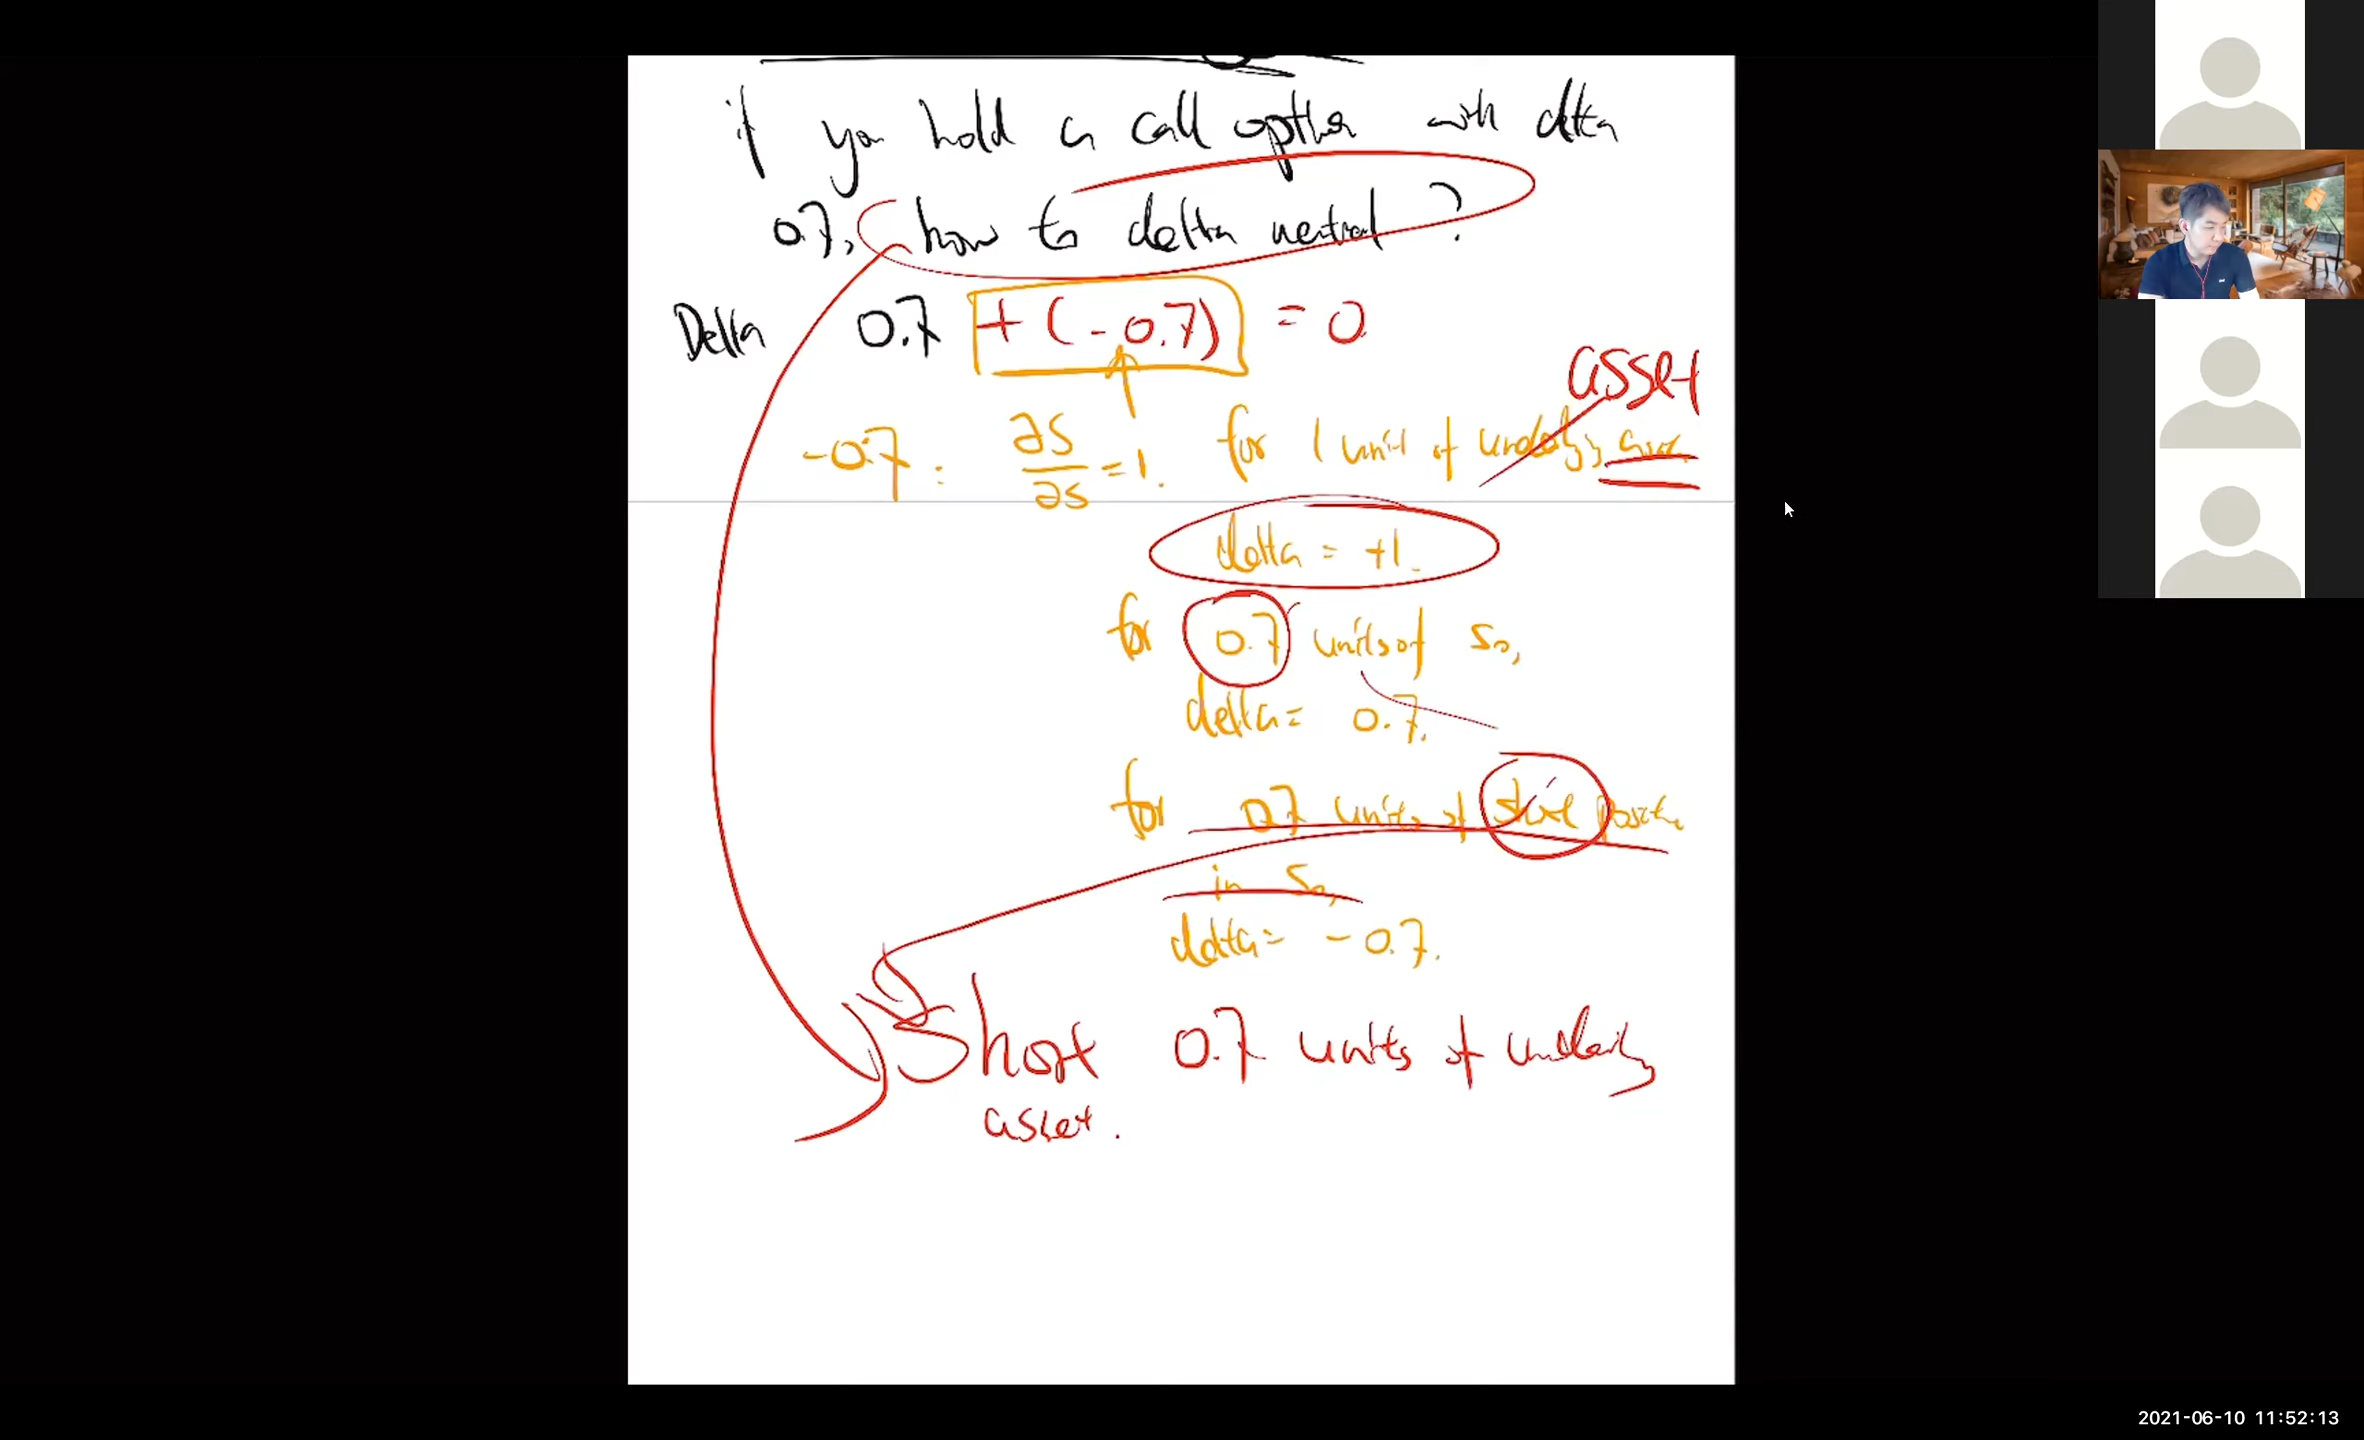 if you hold a call option with delta
0.7, how to delta neutral ?
Delta 0.7 + (-0.7) = 0
asset
-0.7 : ∂S/∂S = 1. for 1 unit of underlying
delta = +1.
for 0.7 units of S₀,
delta = 0.7.
for 0.7 units of short position
in S₀,
delta = -0.7.
Short 0.7 units of underlying
asset.
2021-06-10 11:52:13